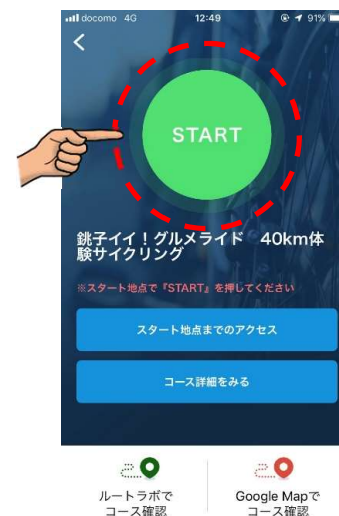 docomo 4G 12:49 91%
START
銚子イイ！グルメライド 40km体
験サイクリング
※スタート地点で『START』を押してください
スタート地点までのアクセス
コース詳細をみる
ルートラボで
コース確認
Google Mapで
コース確認